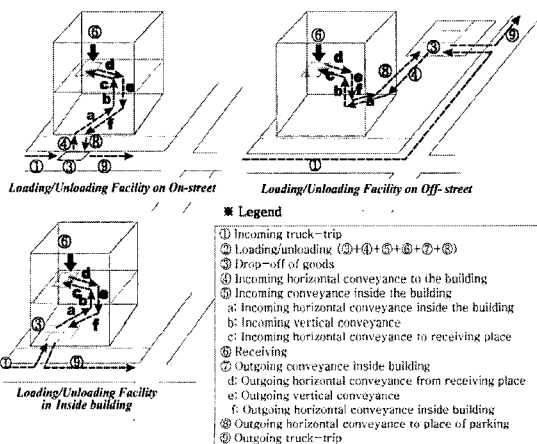 ⑥
d
c
e
b
a
f
④
⑧
①
③
⑨
Loading/Unloading Facility on On-street
⑥
d
c
e
b
f
a
⑧
④
③
⑨
①
Loading/Unloading Facility on Off- street
⑥
d
c
e
b
a
f
③
①
⑨
Loading/Unloading Facility
in Inside building
※ Legend
① Incoming truck-trip
② Loading/unloading (③+④+⑤+⑥+⑦+⑧)
③ Drop-off of goods
④ Incoming horizontal conveyance to the building
⑤ Incoming conveyance inside the building
a: Incoming horizontal conveyance inside the building
b: Incoming vertical conveyance
c: Incoming horizontal conveyance to receiving place
⑥ Receiving
⑦ Outgoing conveyance inside building
d: Outgoing horizontal conveyance from receiving place
e: Outgoing vertical conveyance
f: Outgoing horizontal conveyance inside building
⑧ Outgoing horizontal conveyance to place of parking
⑨ Outgoing truck-trip